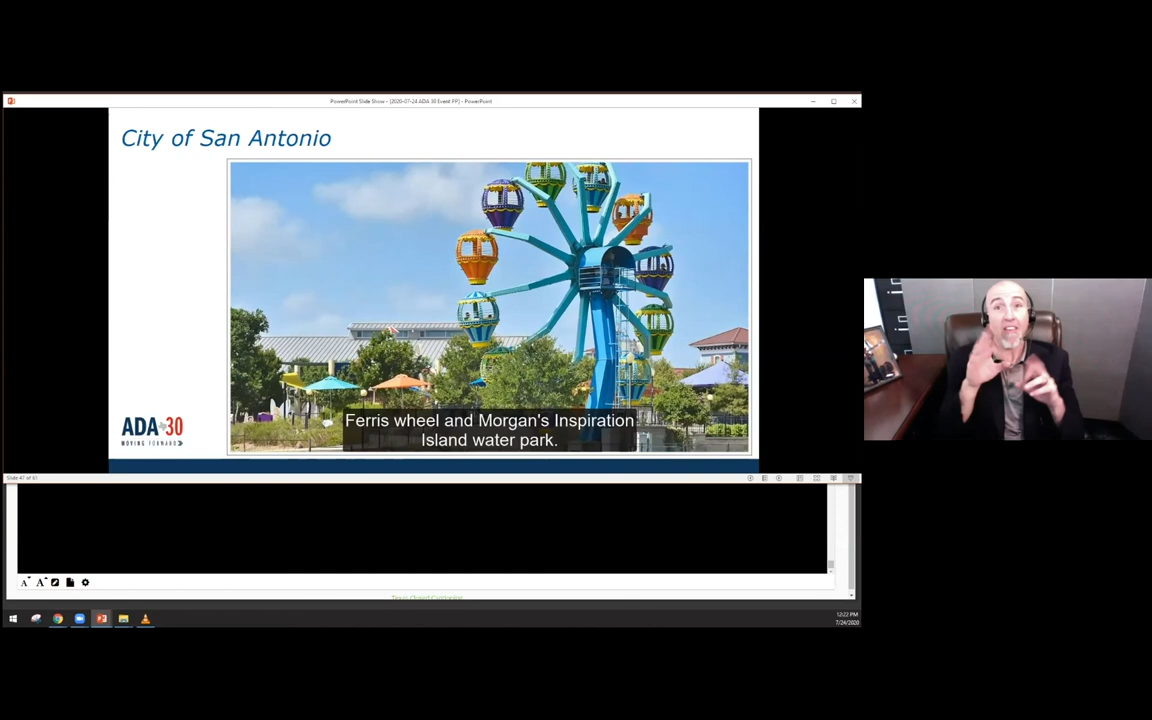 PowerPoint Slide Show - [2020-07-24 ADA 30 Event-PP] - PowerPoint
City of San Antonio
ADA 30
MOVING FORWARD
Ferris wheel and Morgan's Inspiration
Island water park.
Slide 47 of 61
A A
Texas Closed Captioning
12:22 PM
7/24/2020